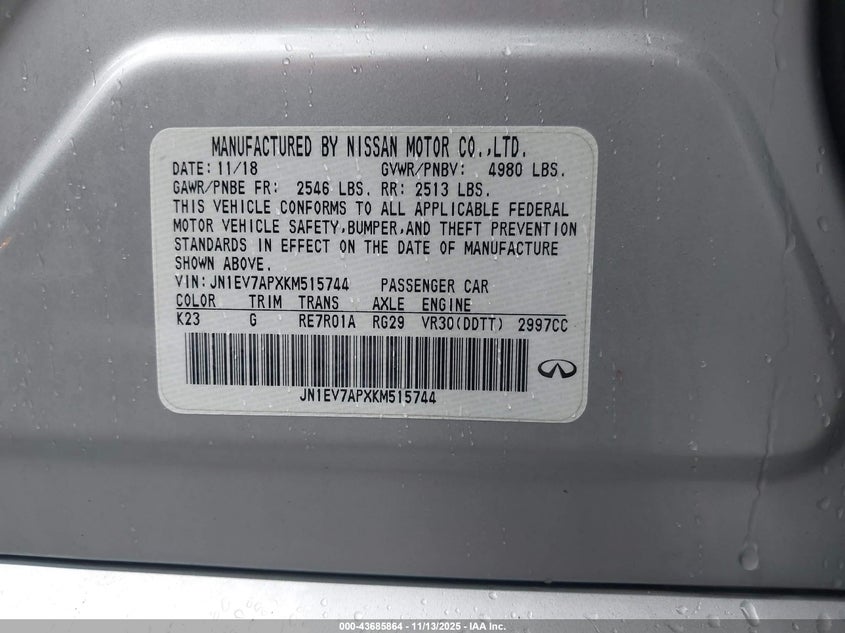 MANUFACTURED BY NISSAN MOTOR CO.,LTD.
DATE: 11/18 GVWR/PNBV: 4980 LBS.
GAWR/PNBE FR: 2546 LBS. RR: 2513 LBS.
THIS VEHICLE CONFORMS TO ALL APPLICABLE FEDERAL
MOTOR VEHICLE SAFETY,BUMPER,AND THEFT PREVENTION
STANDARDS IN EFFECT ON THE DATE OF MANUFACTURE
SHOWN ABOVE.
VIN: JN1EV7APXKM515744 PASSENGER CAR
COLOR TRIM TRANS AXLE ENGINE
K23 G RE7R01A RG29 VR30(DDTT) 2997CC
JN1EV7APXKM515744
000-43685864 - 11/13/2025 - IAA Inc.